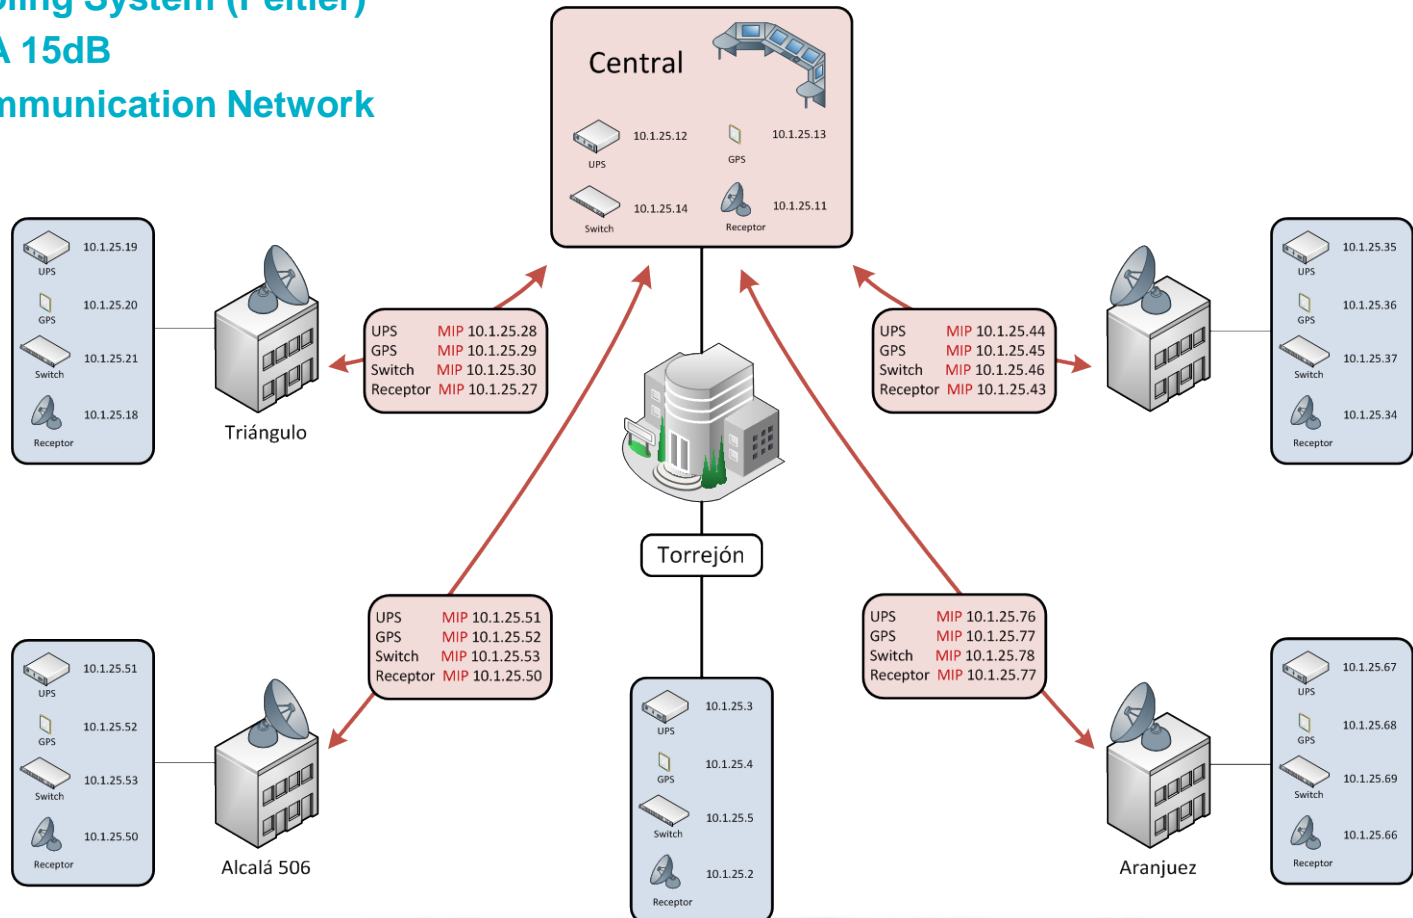 oling System (Peltier)
A 15dB
mmunication Network
Central
10.1.25.12
UPS
10.1.25.13
GPS
10.1.25.14
Switch
10.1.25.11
Receptor
10.1.25.19
UPS
10.1.25.20
GPS
10.1.25.21
Switch
10.1.25.18
Receptor
Triángulo
UPS MIP 10.1.25.28
GPS MIP 10.1.25.29
Switch MIP 10.1.25.30
Receptor MIP 10.1.25.27
UPS MIP 10.1.25.44
GPS MIP 10.1.25.45
Switch MIP 10.1.25.46
Receptor MIP 10.1.25.43
10.1.25.35
UPS
10.1.25.36
GPS
10.1.25.37
Switch
10.1.25.34
Receptor
Torrejón
UPS MIP 10.1.25.51
GPS MIP 10.1.25.52
Switch MIP 10.1.25.53
Receptor MIP 10.1.25.50
UPS MIP 10.1.25.76
GPS MIP 10.1.25.77
Switch MIP 10.1.25.78
Receptor MIP 10.1.25.77
10.1.25.51
UPS
10.1.25.52
GPS
10.1.25.53
Switch
10.1.25.50
Receptor
Alcalá 506
10.1.25.3
UPS
10.1.25.4
GPS
10.1.25.5
Switch
10.1.25.2
Receptor
Aranjuez
10.1.25.67
UPS
10.1.25.68
GPS
10.1.25.69
Switch
10.1.25.66
Receptor